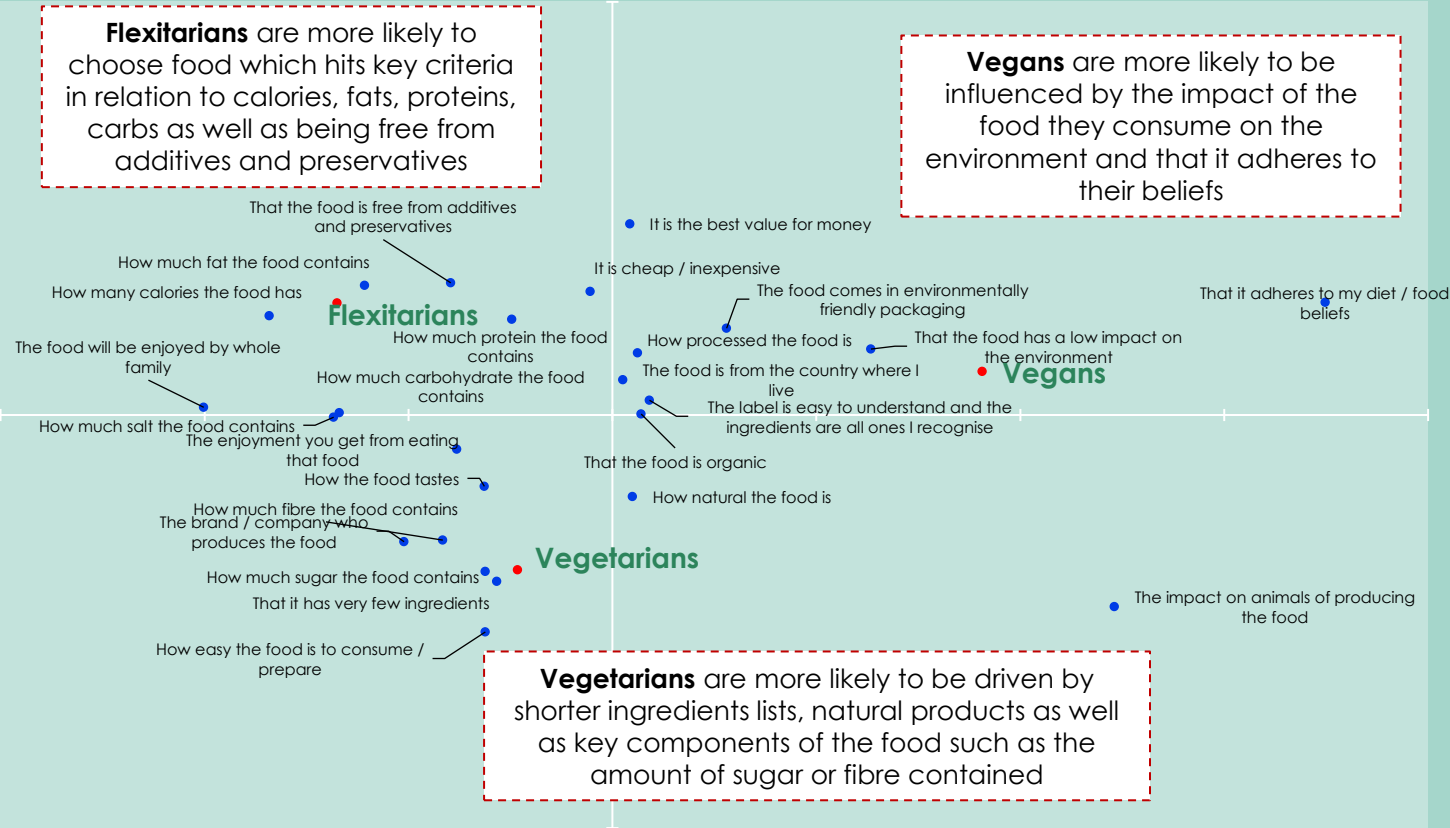 Flexitarians are more likely to
choose food which hits key criteria
in relation to calories, fats, proteins,
carbs as well as being free from
additives and preservatives
Vegans are more likely to be
influenced by the impact of the
food they consume on the
environment and that it adheres to
their beliefs
That the food is free from additives
and preservatives
It is the best value for money
How much fat the food contains
It is cheap / inexpensive
How many calories the food has
The food comes in environmentally
friendly packaging
That it adheres to my diet / food
beliefs
Flexitarians
How much protein the food
contains
How processed the food is
That the food has a low impact on
the environment
The food will be enjoyed by whole
family
How much carbohydrate the food
contains
The food is from the country where I
live
Vegans
The label is easy to understand and the
ingredients are all ones I recognise
How much salt the food contains
The enjoyment you get from eating
that food
That the food is organic
How the food tastes
How natural the food is
How much fibre the food contains
The brand / company who
produces the food
Vegetarians
How much sugar the food contains
That it has very few ingredients
The impact on animals of producing
the food
How easy the food is to consume /
prepare
Vegetarians are more likely to be driven by
shorter ingredients lists, natural products as well
as key components of the food such as the
amount of sugar or fibre contained